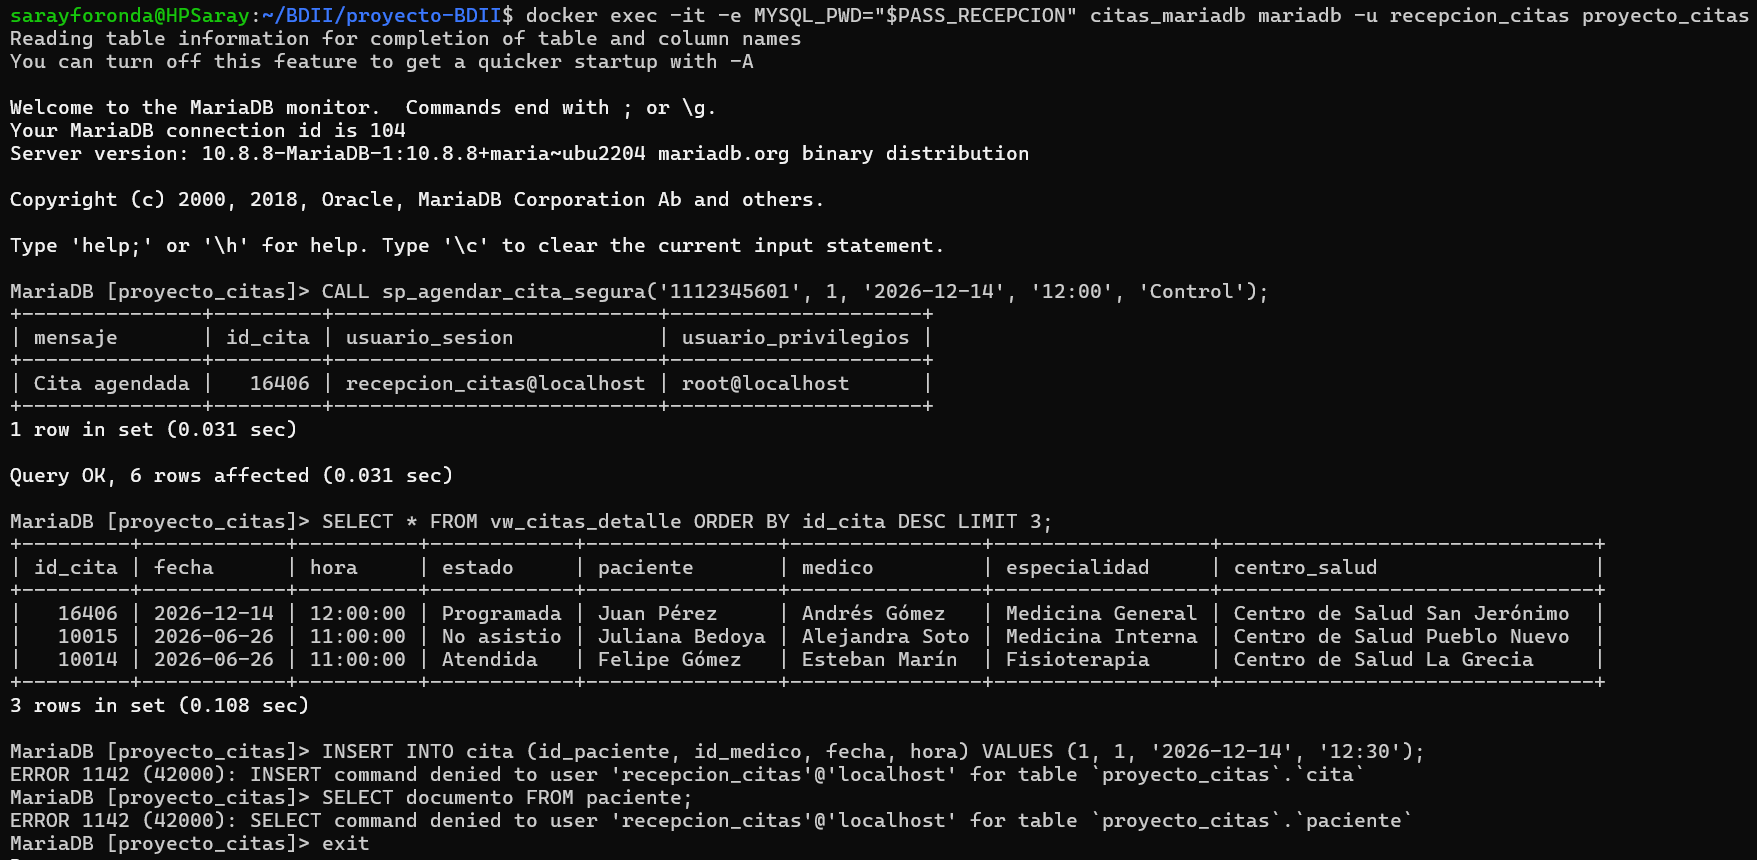 sarayforonda@HPSaray:~/BDII/proyecto-BDII$ docker exec -it -e MYSQL_PWD="$PASS_RECEPCION" citas_mariadb mariadb -u recepcion_citas proyecto_citas
Reading table information for completion of table and column names
You can turn off this feature to get a quicker startup with -A

Welcome to the MariaDB monitor.  Commands end with ; or \g.
Your MariaDB connection id is 104
Server version: 10.8.8-MariaDB-1:10.8.8+maria~ubu2204 mariadb.org binary distribution

Copyright (c) 2000, 2018, Oracle, MariaDB Corporation Ab and others.

Type 'help;' or '\h' for help. Type '\c' to clear the current input statement.

MariaDB [proyecto_citas]> CALL sp_agendar_cita_segura('1112345601', 1, '2026-12-14', '12:00', 'Control');
+---------------+---------+---------------------------+---------------------+
| mensaje       | id_cita | usuario_sesion            | usuario_privilegios |
+---------------+---------+---------------------------+---------------------+
| Cita agendada |   16406 | recepcion_citas@localhost | root@localhost      |
+---------------+---------+---------------------------+---------------------+
1 row in set (0.031 sec)

Query OK, 6 rows affected (0.031 sec)

MariaDB [proyecto_citas]> SELECT * FROM vw_citas_detalle ORDER BY id_cita DESC LIMIT 3;
+---------+------------+----------+------------+----------------+----------------+------------------+-------------------------------+
| id_cita | fecha      | hora     | estado     | paciente       | medico         | especialidad     | centro_salud                  |
+---------+------------+----------+------------+----------------+----------------+------------------+-------------------------------+
|   16406 | 2026-12-14 | 12:00:00 | Programada | Juan Pérez     | Andrés Gómez   | Medicina General | Centro de Salud San Jerónimo  |
|   10015 | 2026-06-26 | 11:00:00 | No asistio | Juliana Bedoya | Alejandra Soto | Medicina Interna | Centro de Salud Pueblo Nuevo  |
|   10014 | 2026-06-26 | 11:00:00 | Atendida   | Felipe Gómez   | Esteban Marín  | Fisioterapia     | Centro de Salud La Grecia     |
+---------+------------+----------+------------+----------------+----------------+------------------+-------------------------------+
3 rows in set (0.108 sec)

MariaDB [proyecto_citas]> INSERT INTO cita (id_paciente, id_medico, fecha, hora) VALUES (1, 1, '2026-12-14', '12:30');
ERROR 1142 (42000): INSERT command denied to user 'recepcion_citas'@'localhost' for table `proyecto_citas`.`cita`
MariaDB [proyecto_citas]> SELECT documento FROM paciente;
ERROR 1142 (42000): SELECT command denied to user 'recepcion_citas'@'localhost' for table `proyecto_citas`.`paciente`
MariaDB [proyecto_citas]> exit